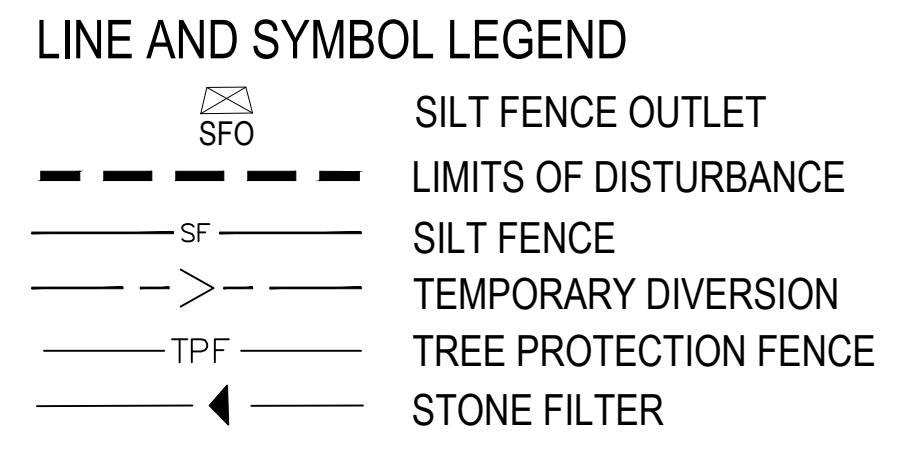 LINE AND SYMBOL LEGEND
SFO SILT FENCE OUTLET
LIMITS OF DISTURBANCE
SF SILT FENCE
TEMPORARY DIVERSION
TPF TREE PROTECTION FENCE
STONE FILTER